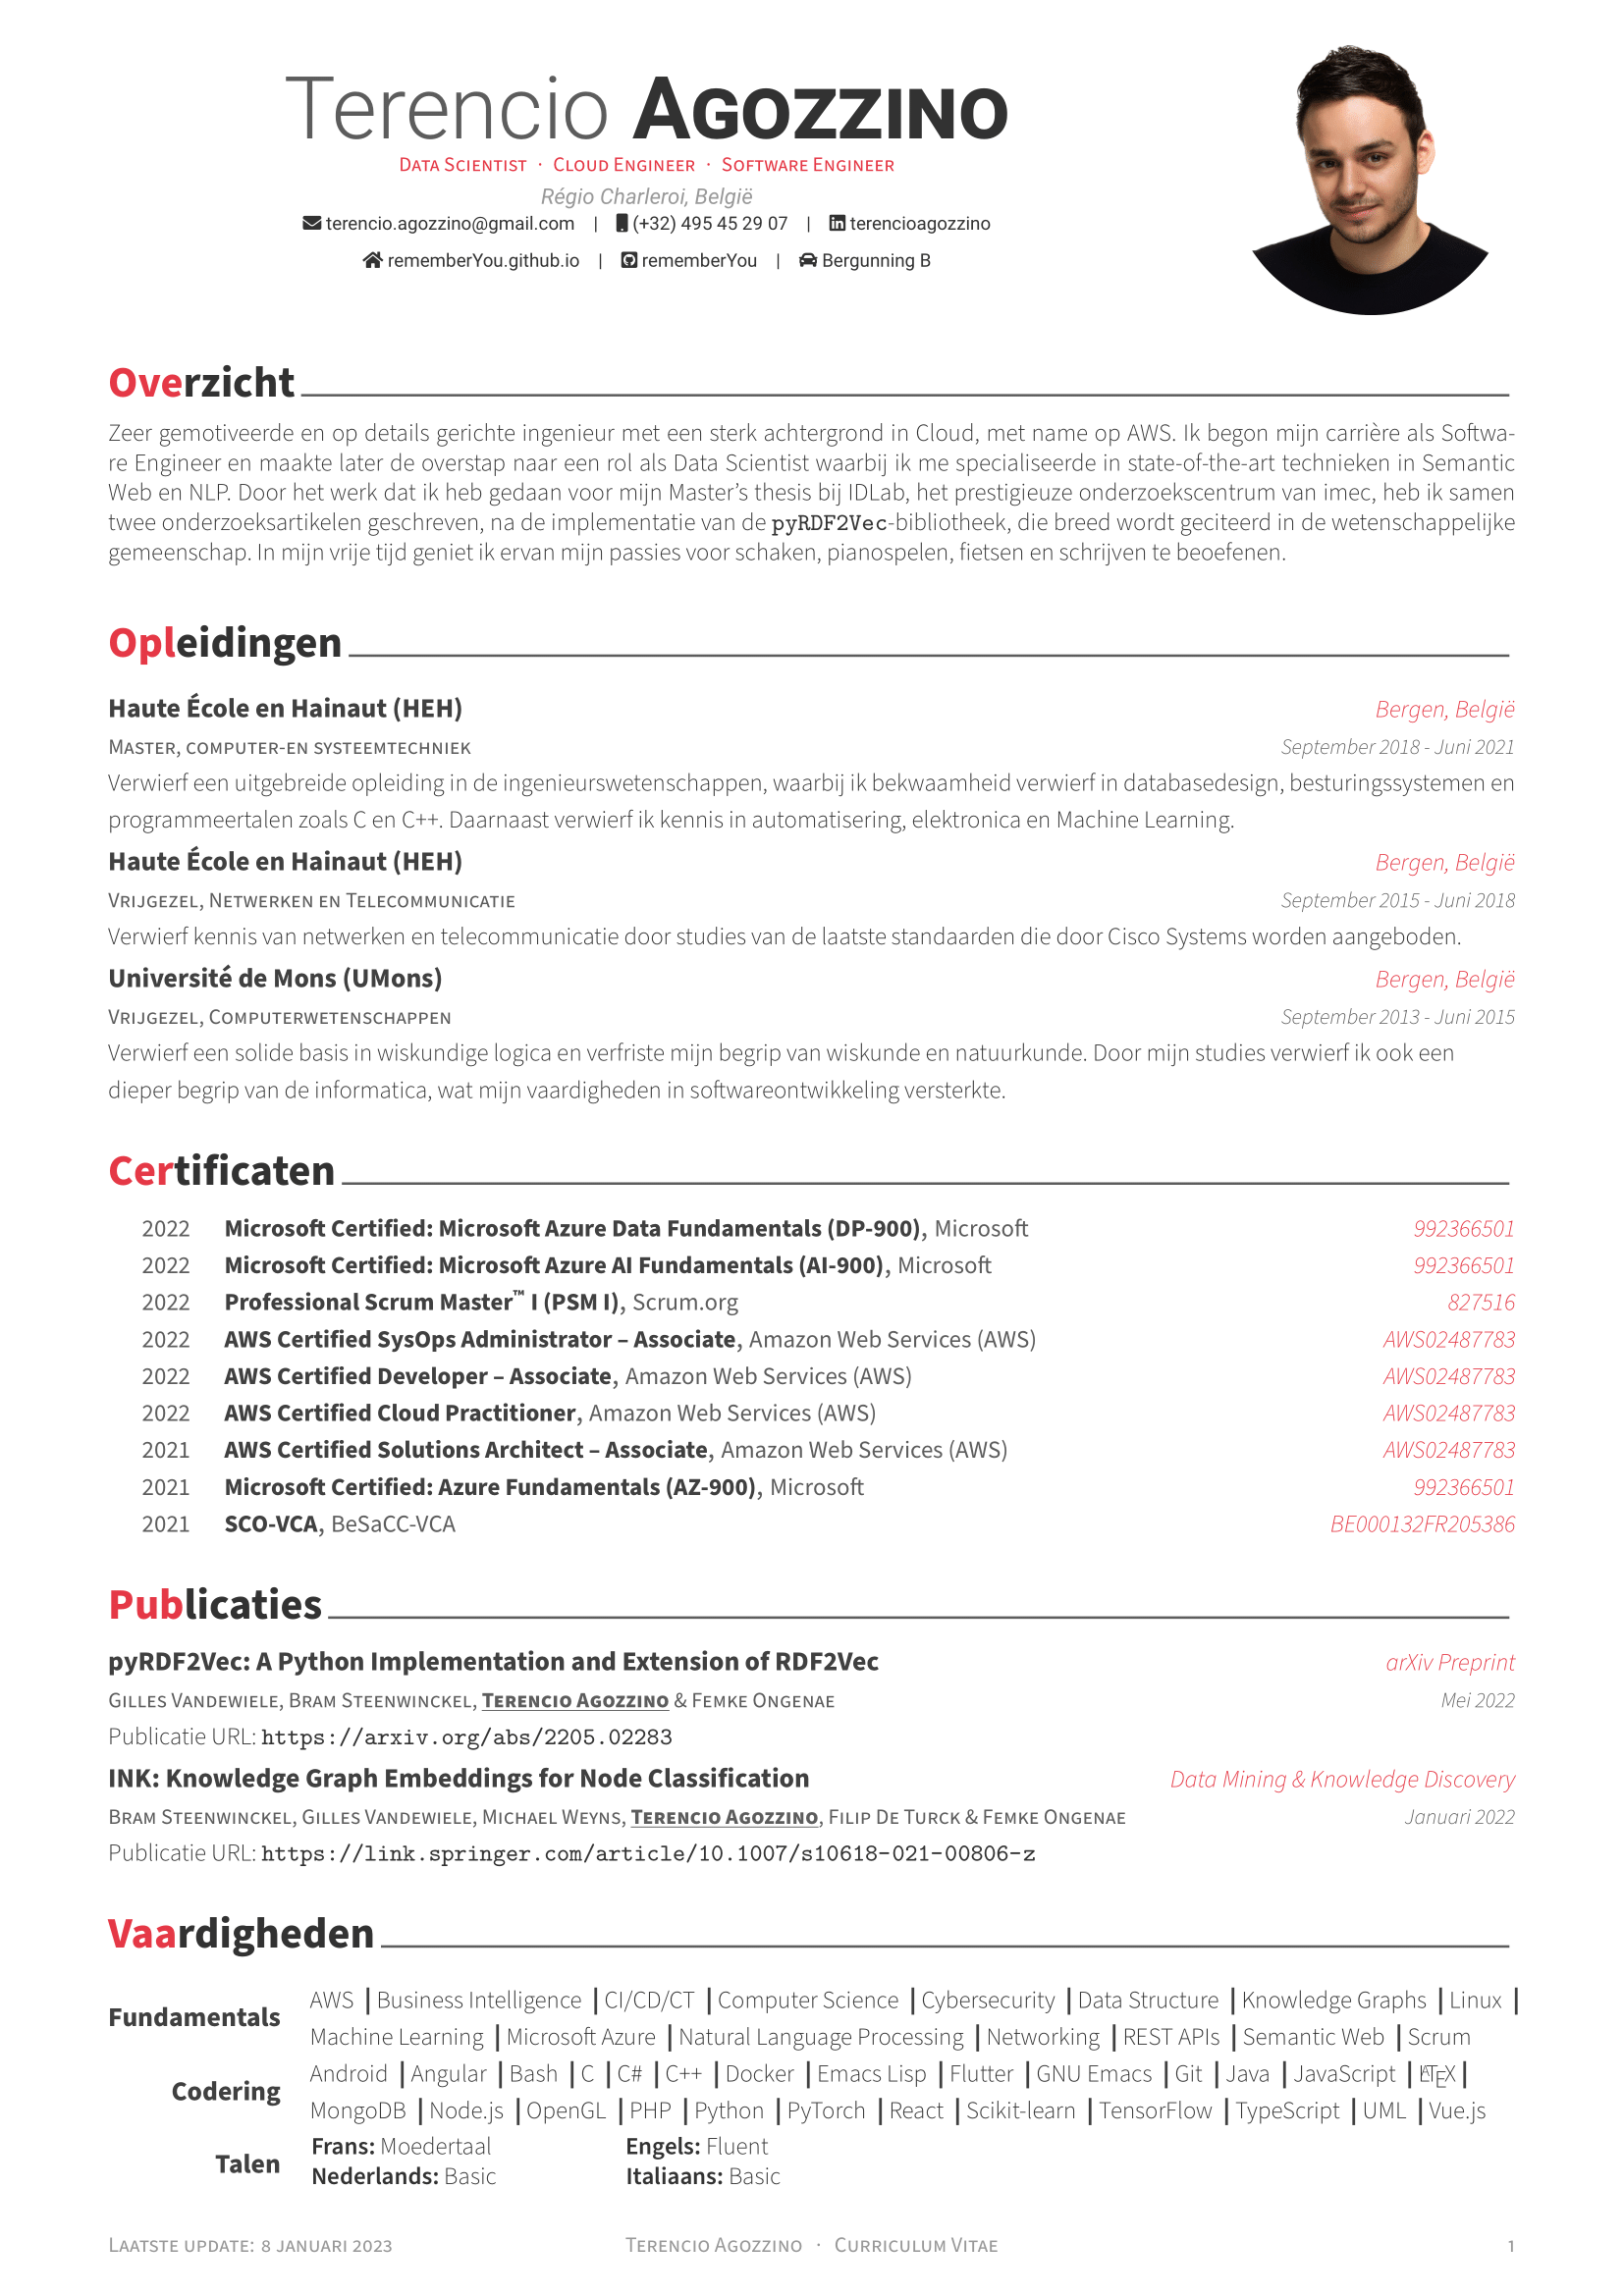 Terencio AGOZZINO
DATA SCIENTIST · CLOUD ENGINEER · SOFTWARE ENGINEER
Régio Charleroi, België
terencio.agozzino@gmail.com | (+32) 495 45 29 07 | terencioagozzino
rememberYou.github.io | rememberYou | Bergunning B
Overzicht
Zeer gemotiveerde en op details gerichte ingenieur met een sterk achtergrond in Cloud, met name op AWS. Ik begon mijn carrière als Softwa-
re Engineer en maakte later de overstap naar een rol als Data Scientist waarbij ik me specialiseerde in state-of-the-art technieken in Semantic
Web en NLP. Door het werk dat ik heb gedaan voor mijn Master's thesis bij IDLab, het prestigieuze onderzoekscentrum van imec, heb ik samen
twee onderzoeksartikelen geschreven, na de implementatie van de pyRDF2Vec-bibliotheek, die breed wordt geciteerd in de wetenschappelijke
gemeenschap. In mijn vrije tijd geniet ik ervan mijn passies voor schaken, pianospelen, fietsen en schrijven te beoefenen.
Opleidingen
Haute École en Hainaut (HEH) Bergen, België
MASTER, COMPUTER-EN SYSTEEMTECHNIEK September 2018 - Juni 2021
Verwierf een uitgebreide opleiding in de ingenieurswetenschappen, waarbij ik bekwaamheid verwierf in databasedesign, besturingssystemen en
programmeertalen zoals C en C++. Daarnaast verwierf ik kennis in automatisering, elektronica en Machine Learning.
Haute École en Hainaut (HEH) Bergen, België
VRIJGEZEL, NETWERKEN EN TELECOMMUNICATIE September 2015 - Juni 2018
Verwierf kennis van netwerken en telecommunicatie door studies van de laatste standaarden die door Cisco Systems worden aangeboden.
Université de Mons (UMons) Bergen, België
VRIJGEZEL, COMPUTERWETENSCHAPPEN September 2013 - Juni 2015
Verwierf een solide basis in wiskundige logica en verfriste mijn begrip van wiskunde en natuurkunde. Door mijn studies verwierf ik ook een
dieper begrip van de informatica, wat mijn vaardigheden in softwareontwikkeling versterkte.
Certificaten
2022 Microsoft Certified: Microsoft Azure Data Fundamentals (DP-900), Microsoft 992366501
2022 Microsoft Certified: Microsoft Azure AI Fundamentals (AI-900), Microsoft 992366501
2022 Professional Scrum Master™ I (PSM I), Scrum.org 827516
2022 AWS Certified SysOps Administrator – Associate, Amazon Web Services (AWS) AWS02487783
2022 AWS Certified Developer – Associate, Amazon Web Services (AWS) AWS02487783
2022 AWS Certified Cloud Practitioner, Amazon Web Services (AWS) AWS02487783
2021 AWS Certified Solutions Architect – Associate, Amazon Web Services (AWS) AWS02487783
2021 Microsoft Certified: Azure Fundamentals (AZ-900), Microsoft 992366501
2021 SCO-VCA, BeSaCC-VCA BE000132FR205386
Publicaties
pyRDF2Vec: A Python Implementation and Extension of RDF2Vec arXiv Preprint
GILLES VANDEWIELE, BRAM STEENWINCKEL, TERENCIO AGOZZINO & FEMKE ONGENAE Mei 2022
Publicatie URL: https://arxiv.org/abs/2205.02283
INK: Knowledge Graph Embeddings for Node Classification Data Mining & Knowledge Discovery
BRAM STEENWINCKEL, GILLES VANDEWIELE, MICHAEL WEYNS, TERENCIO AGOZZINO, FILIP DE TURCK & FEMKE ONGENAE Januari 2022
Publicatie URL: https://link.springer.com/article/10.1007/s10618-021-00806-z
Vaardigheden
Fundamentals AWS | Business Intelligence | CI/CD/CT | Computer Science | Cybersecurity | Data Structure | Knowledge Graphs | Linux |
Machine Learning | Microsoft Azure | Natural Language Processing | Networking | REST APIs | Semantic Web | Scrum
Codering Android | Angular | Bash | C | C# | C++ | Docker | Emacs Lisp | Flutter | GNU Emacs | Git | Java | JavaScript | LATEX |
MongoDB | Node.js | OpenGL | PHP | Python | PyTorch | React | Scikit-learn | TensorFlow | TypeScript | UML | Vue.js
Talen Frans: Moedertaal Engels: Fluent
Nederlands: Basic Italiaans: Basic
LAATSTE UPDATE: 8 JANUARI 2023 TERENCIO AGOZZINO · CURRICULUM VITAE 1